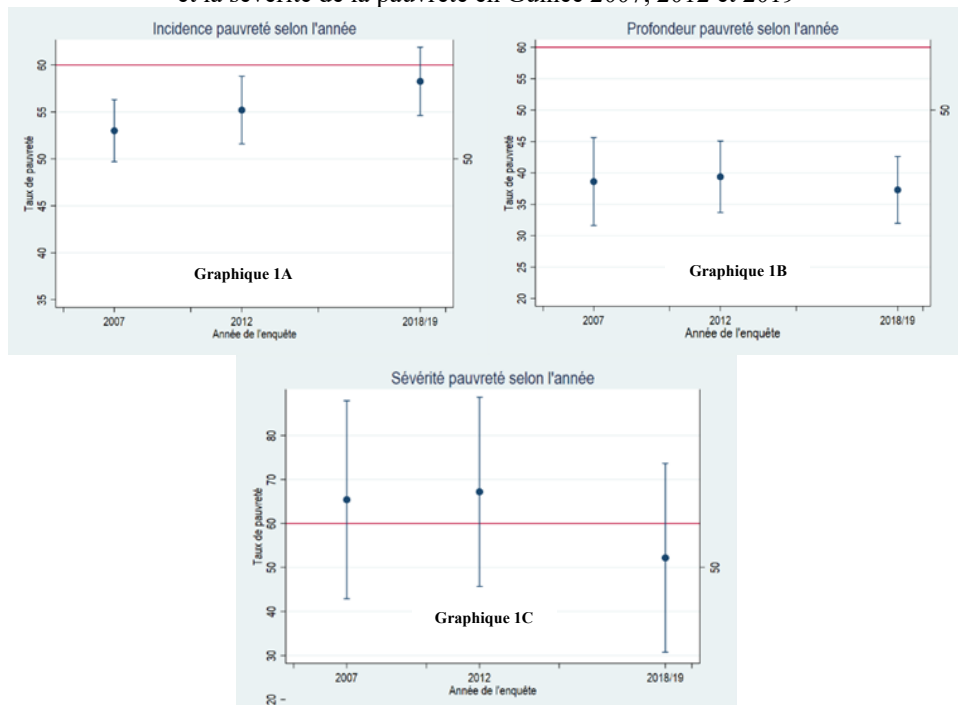 et la sévérité de la pauvreté en Guinée 2007, 2012 et 2019
Incidence pauvreté selon l'année
Taux de pauvreté
60
55
50
45
40
35
50
Graphique 1A
2007 2012 2018/19
Année de l'enquête
Profondeur pauvreté selon l'année
Taux de pauvreté
60
55
50
45
40
35
30
25
20
50
Graphique 1B
2007 2012 2018/19
Année de l'enquête
Sévérité pauvreté selon l'année
Taux de pauvreté
80
70
60
50
40
30
20
50
Graphique 1C
2007 2012 2018/19
Année de l'enquête